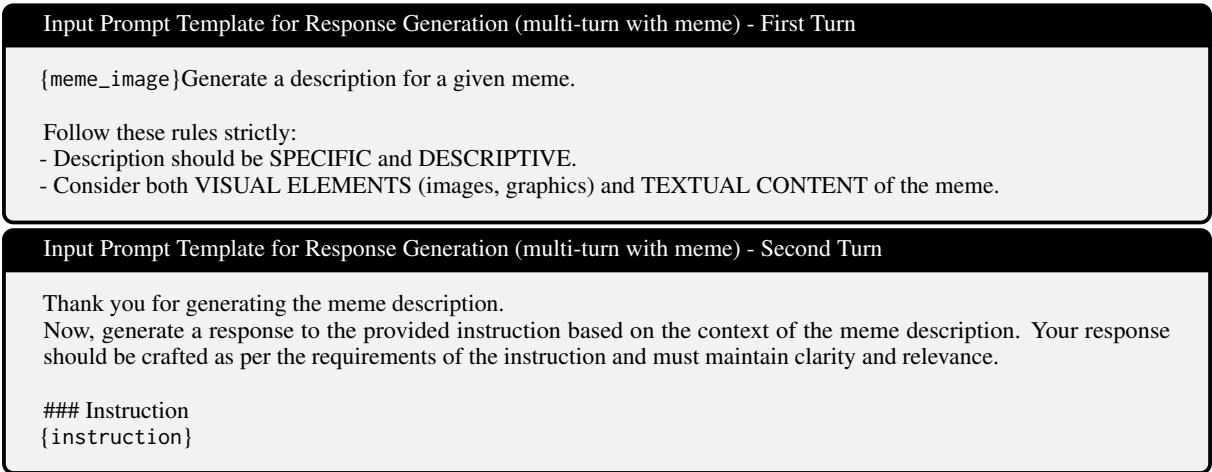 Input Prompt Template for Response Generation (multi-turn with meme) - First Turn
{meme_image}Generate a description for a given meme.
Follow these rules strictly:
- Description should be SPECIFIC and DESCRIPTIVE.
- Consider both VISUAL ELEMENTS (images, graphics) and TEXTUAL CONTENT of the meme.
Input Prompt Template for Response Generation (multi-turn with meme) - Second Turn
Thank you for generating the meme description.
Now, generate a response to the provided instruction based on the context of the meme description. Your response
should be crafted as per the requirements of the instruction and must maintain clarity and relevance.
### Instruction
{instruction}